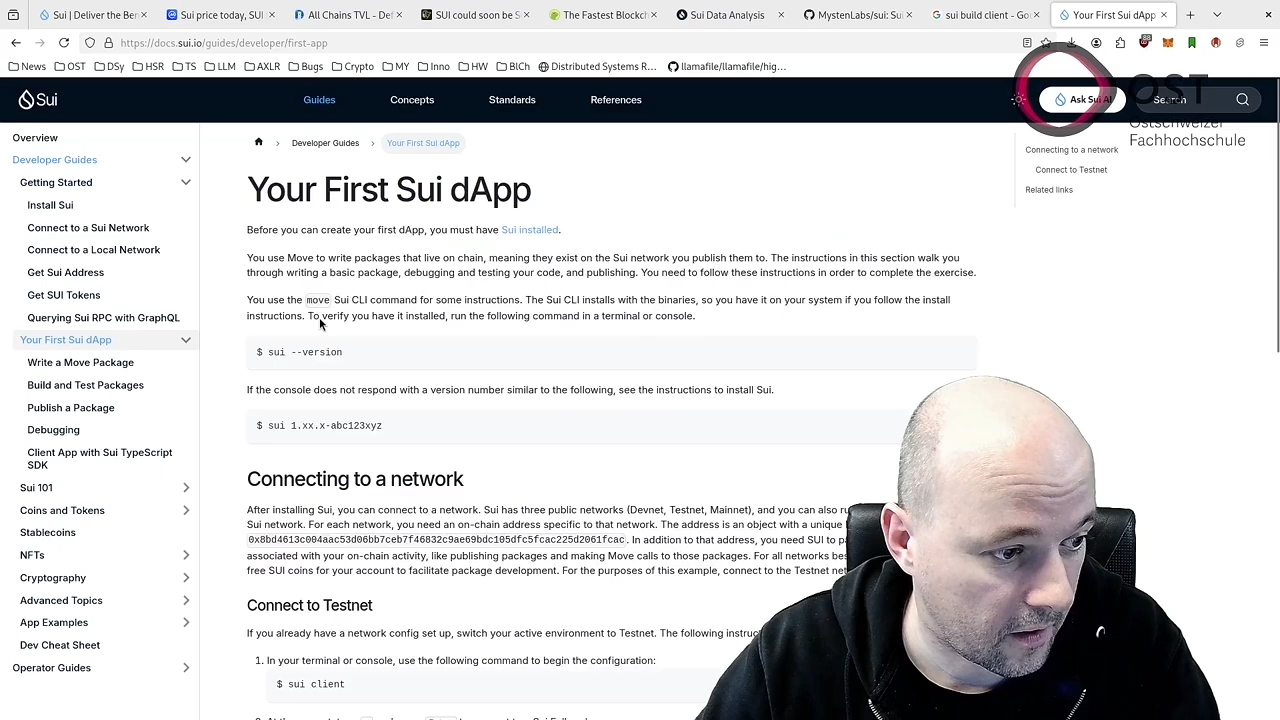 Sui | Deliver the Ber
Sui price today, SUI
All Chains TVL - Def
SUI could soon be S
The Fastest Blockch
Sui Data Analysis
MystenLabs/sui: Sui
sui build client - Go
Your First Sui dApp
https://docs.sui.io/guides/developer/first-app
News
OST
DSy
HSR
TS
LLM
AXLR
Bugs
Crypto
MY
Inno
HW
BlCh
Distributed Systems R…
llamafile/llamafile/hig…
Sui
Guides
Concepts
Standards
References
Ask Sui AI
Search
OST
Ostschweizer
Fachhochschule
Overview
Developer Guides
Getting Started
Install Sui
Connect to a Sui Network
Connect to a Local Network
Get Sui Address
Get SUI Tokens
Querying Sui RPC with GraphQL
Your First Sui dApp
Write a Move Package
Build and Test Packages
Publish a Package
Debugging
Client App with Sui TypeScript
SDK
Sui 101
Coins and Tokens
Stablecoins
NFTs
Cryptography
Advanced Topics
App Examples
Dev Cheat Sheet
Operator Guides
Developer Guides
Your First Sui dApp
Your First Sui dApp
Before you can create your first dApp, you must have Sui installed.
You use Move to write packages that live on chain, meaning they exist on the Sui network you publish them to. The instructions in this section walk you
through writing a basic package, debugging and testing your code, and publishing. You need to follow these instructions in order to complete the exercise.
You use the move Sui CLI command for some instructions. The Sui CLI installs with the binaries, so you have it on your system if you follow the install
instructions. To verify you have it installed, run the following command in a terminal or console.
$ sui --version
If the console does not respond with a version number similar to the following, see the instructions to install Sui.
$ sui 1.xx.x-abc123xyz
Connecting to a network
After installing Sui, you can connect to a network. Sui has three public networks (Devnet, Testnet, Mainnet), and you can also ru
Sui network. For each network, you need an on-chain address specific to that network. The address is an object with a unique
0x8bd4613c004aac53d06bb7ceb7f46832c9ae69bdc105dfc5fcac225d2061fcac. In addition to that address, you need SUI to pa
associated with your on-chain activity, like publishing packages and making Move calls to those packages. For all networks bes
free SUI coins for your account to facilitate package development. For the purposes of this example, connect to the Testnet net
Connect to Testnet
If you already have a network config set up, switch your active environment to Testnet. The following instruc
1. In your terminal or console, use the following command to begin the configuration:
$ sui client
Connecting to a network
Connect to Testnet
Related links